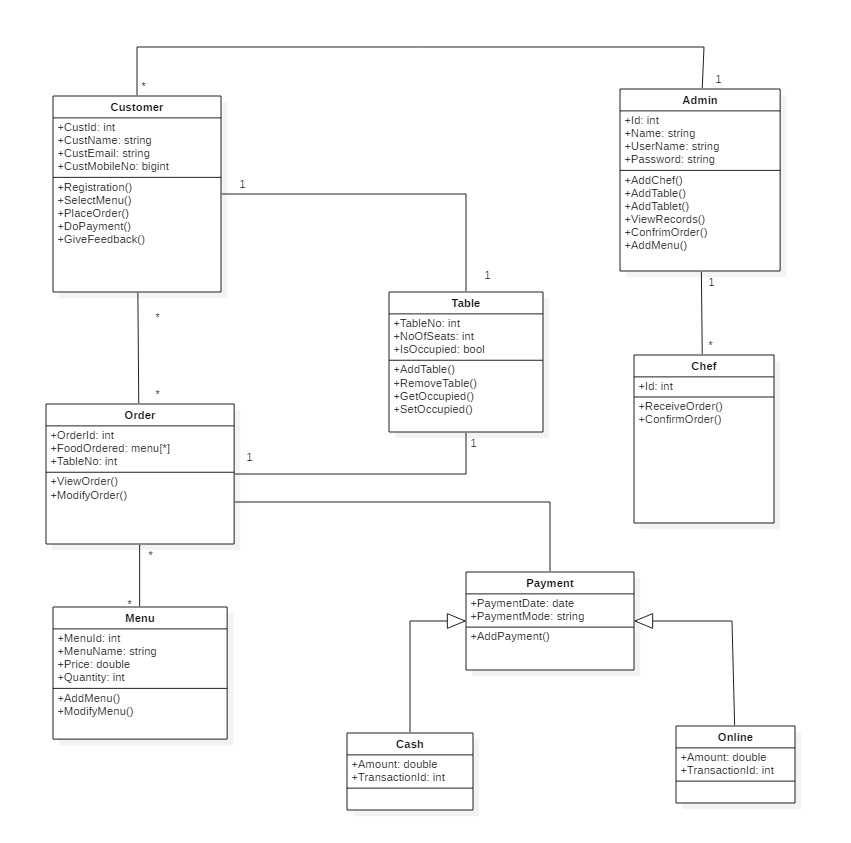 *
1
Customer
+CustId: int
+CustName: string
+CustEmail: string
+CustMobileNo: bigint
+Registration()
+SelectMenu()
+PlaceOrder()
+DoPayment()
+GiveFeedback()
Admin
+Id: int
+Name: string
+UserName: string
+Password: string
+AddChef()
+AddTable()
+AddTablet()
+ViewRecords()
+ConfrimOrder()
+AddMenu()
1
1
Table
+TableNo: int
+NoOfSeats: int
+IsOccupied: bool
+AddTable()
+RemoveTable()
+GetOccupied()
+SetOccupied()
1
*
Chef
+Id: int
+ReceiveOrder()
+ConfirmOrder()
*
*
Order
+OrderId: int
+FoodOrdered: menu[*]
+TableNo: int
+ViewOrder()
+ModifyOrder()
1
1
*
*
Menu
+MenuId: int
+MenuName: string
+Price: double
+Quantity: int
+AddMenu()
+ModifyMenu()
Payment
+PaymentDate: date
+PaymentMode: string
+AddPayment()
Cash
+Amount: double
+TransactionId: int
Online
+Amount: double
+TransactionId: int